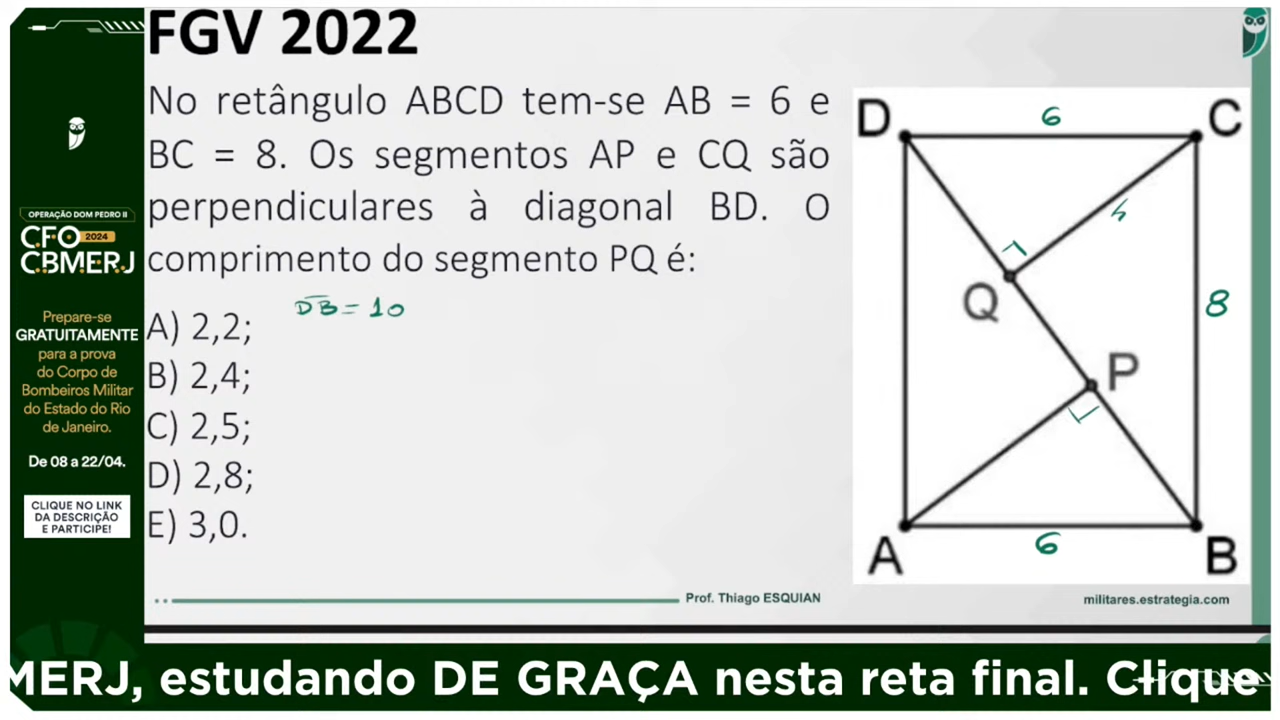 FGV 2022
No retângulo ABCD tem-se AB = 6 e
BC = 8. Os segmentos AP e CQ são
perpendiculares à diagonal BD. O
comprimento do segmento PQ é:
DB = 10
A) 2,2;
B) 2,4;
C) 2,5;
D) 2,8;
E) 3,0.
D
6
C
h
Q
8
P
A
6
B
OPERAÇÃO DOM PEDRO II
CFO 2024
CBMERJ
Prepare-se
GRATUITAMENTE
para a prova
do Corpo de
Bombeiros Militar
do Estado do Rio
de Janeiro.
De 08 a 22/04.
CLIQUE NO LINK
DA DESCRIÇÃO
E PARTICIPE!
Prof. Thiago ESQUIAN
militares.estrategia.com
MERJ, estudando DE GRAÇA nesta reta final. Clique